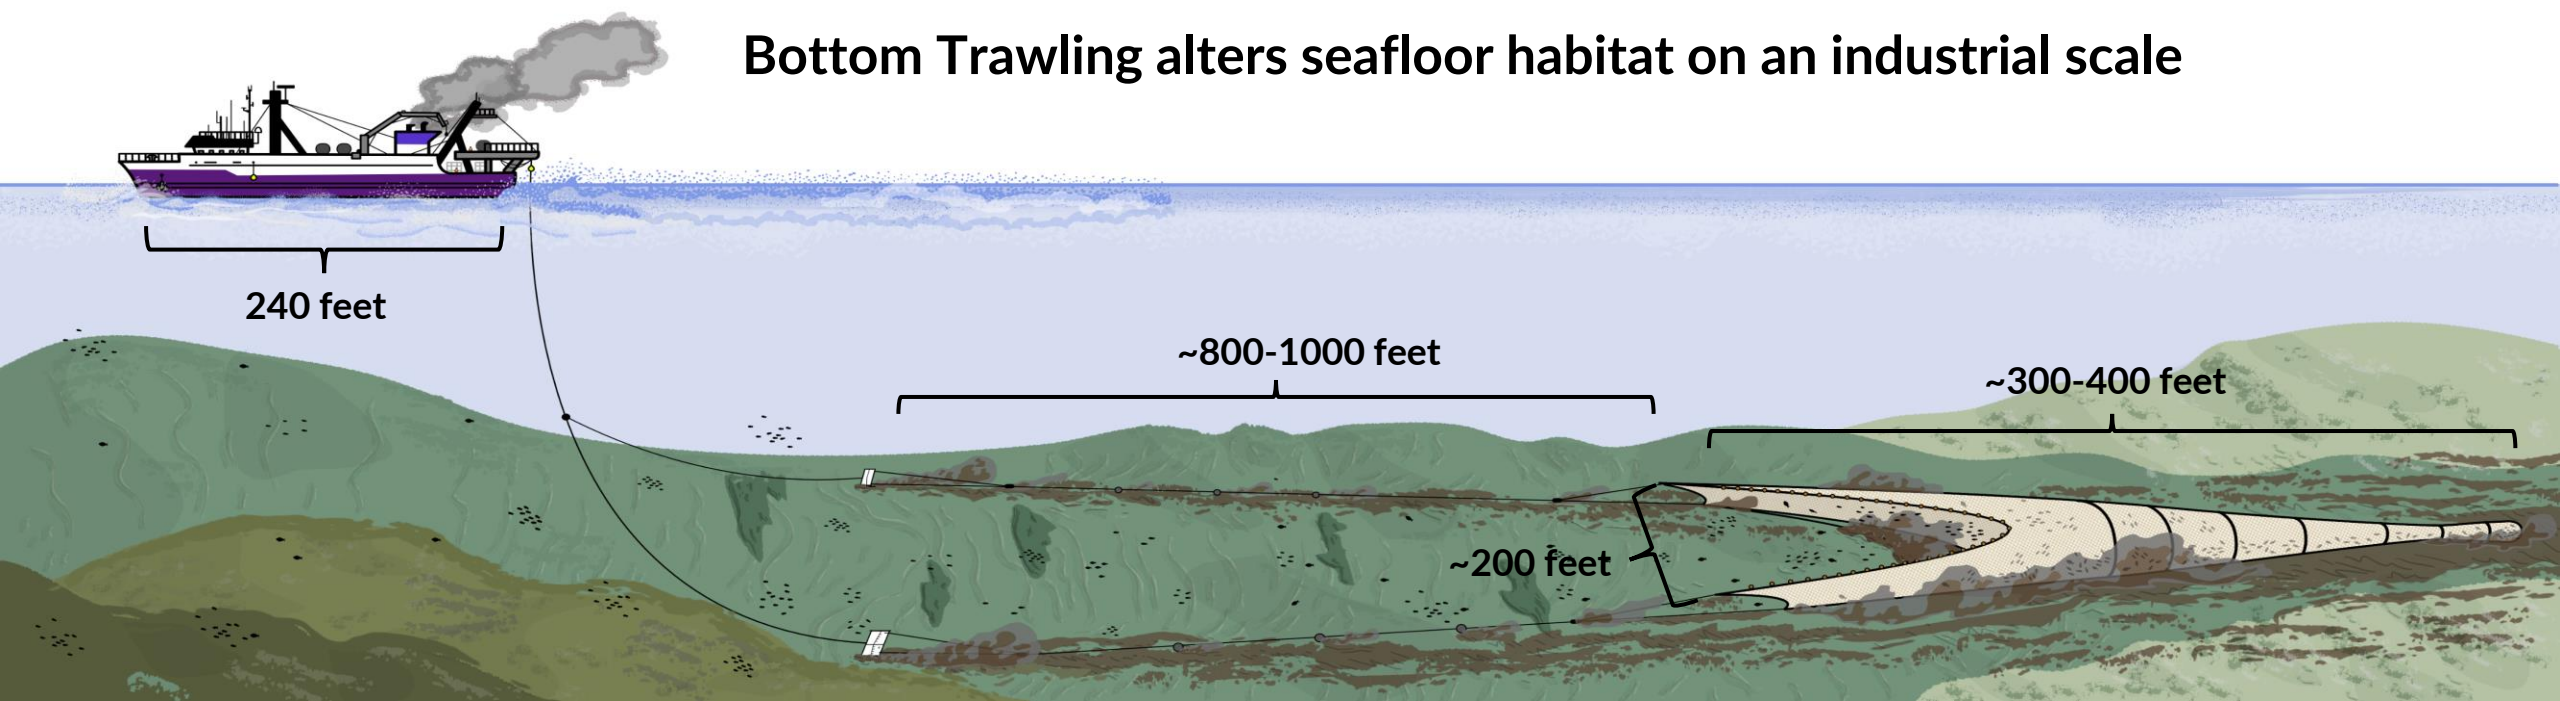 Bottom Trawling alters seafloor habitat on an industrial scale
240 feet
~800-1000 feet
~300-400 feet
~200 feet